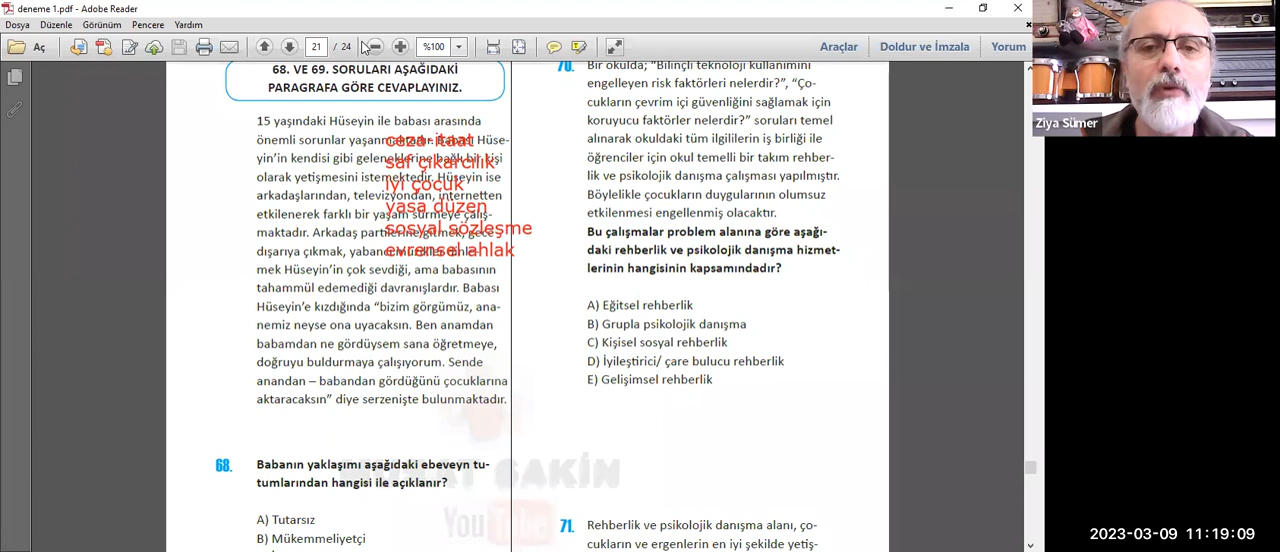 deneme 1.pdf - Adobe Reader
Dosya Düzenle Görünüm Pencere Yardım
Aç
21 / 24
%100
Araçlar
Doldur ve İmzala
Yorum
Ziya Sümer
68. VE 69. SORULARI AŞAĞIDAKİ
PARAGRAFA GÖRE CEVAPLAYINIZ.
15 yaşındaki Hüseyin ile babası arasında
önemli sorunlar yaşanmaktadır. Babası Hüse-
yin'in kendisi gibi geleneklerine bağlı bir kişi
olarak yetişmesini istemektedir. Hüseyin ise
arkadaşlarından, televizyondan, internetten
etkilenerek farklı bir yaşam sürmeye çalış-
maktadır. Arkadaş partilerine gitmek, gece
dışarıya çıkmak, yabancı müzikler dinle-
mek Hüseyin'in çok sevdiği, ama babasının
tahammül edemediği davranışlardır. Babası
Hüseyin'e kızdığında "bizim görgümüz, ana-
nemiz neyse ona uyacaksın. Ben anamdan
babamdan ne gördüysem sana öğretmeye,
doğruyu buldurmaya çalışıyorum. Sende
anandan – babandan gördüğünü çocuklarına
aktaracaksın" diye serzenişte bulunmaktadır.
ceza itaat
saf çıkarcılık
iyi çocuk
yasa düzen
sosyal sözleşme
evrensel ahlak
68. Babanın yaklaşımı aşağıdaki ebeveyn tu-
tumlarından hangisi ile açıklanır?
A) Tutarsız
B) Mükemmeliyetçi
70. Bir okulda; "Bilinçli teknoloji kullanımını
engelleyen risk faktörleri nelerdir?", "Ço-
cukların çevrim içi güvenliğini sağlamak için
koruyucu faktörler nelerdir?" soruları temel
alınarak okuldaki tüm ilgililerin iş birliği ile
öğrenciler için okul temelli bir takım rehber-
lik ve psikolojik danışma çalışması yapılmıştır.
Böylelikle çocukların duygularının olumsuz
etkilenmesi engellenmiş olacaktır.
Bu çalışmalar problem alanına göre aşağı-
daki rehberlik ve psikolojik danışma hizmet-
lerinin hangisinin kapsamındadır?
A) Eğitsel rehberlik
B) Grupla psikolojik danışma
C) Kişisel sosyal rehberlik
D) İyileştirici/ çare bulucu rehberlik
E) Gelişimsel rehberlik
71. Rehberlik ve psikolojik danışma alanı, ço-
cukların ve ergenlerin en iyi şekilde yetiş-
SAKİN
YouTube
2023-03-09 11:19:09